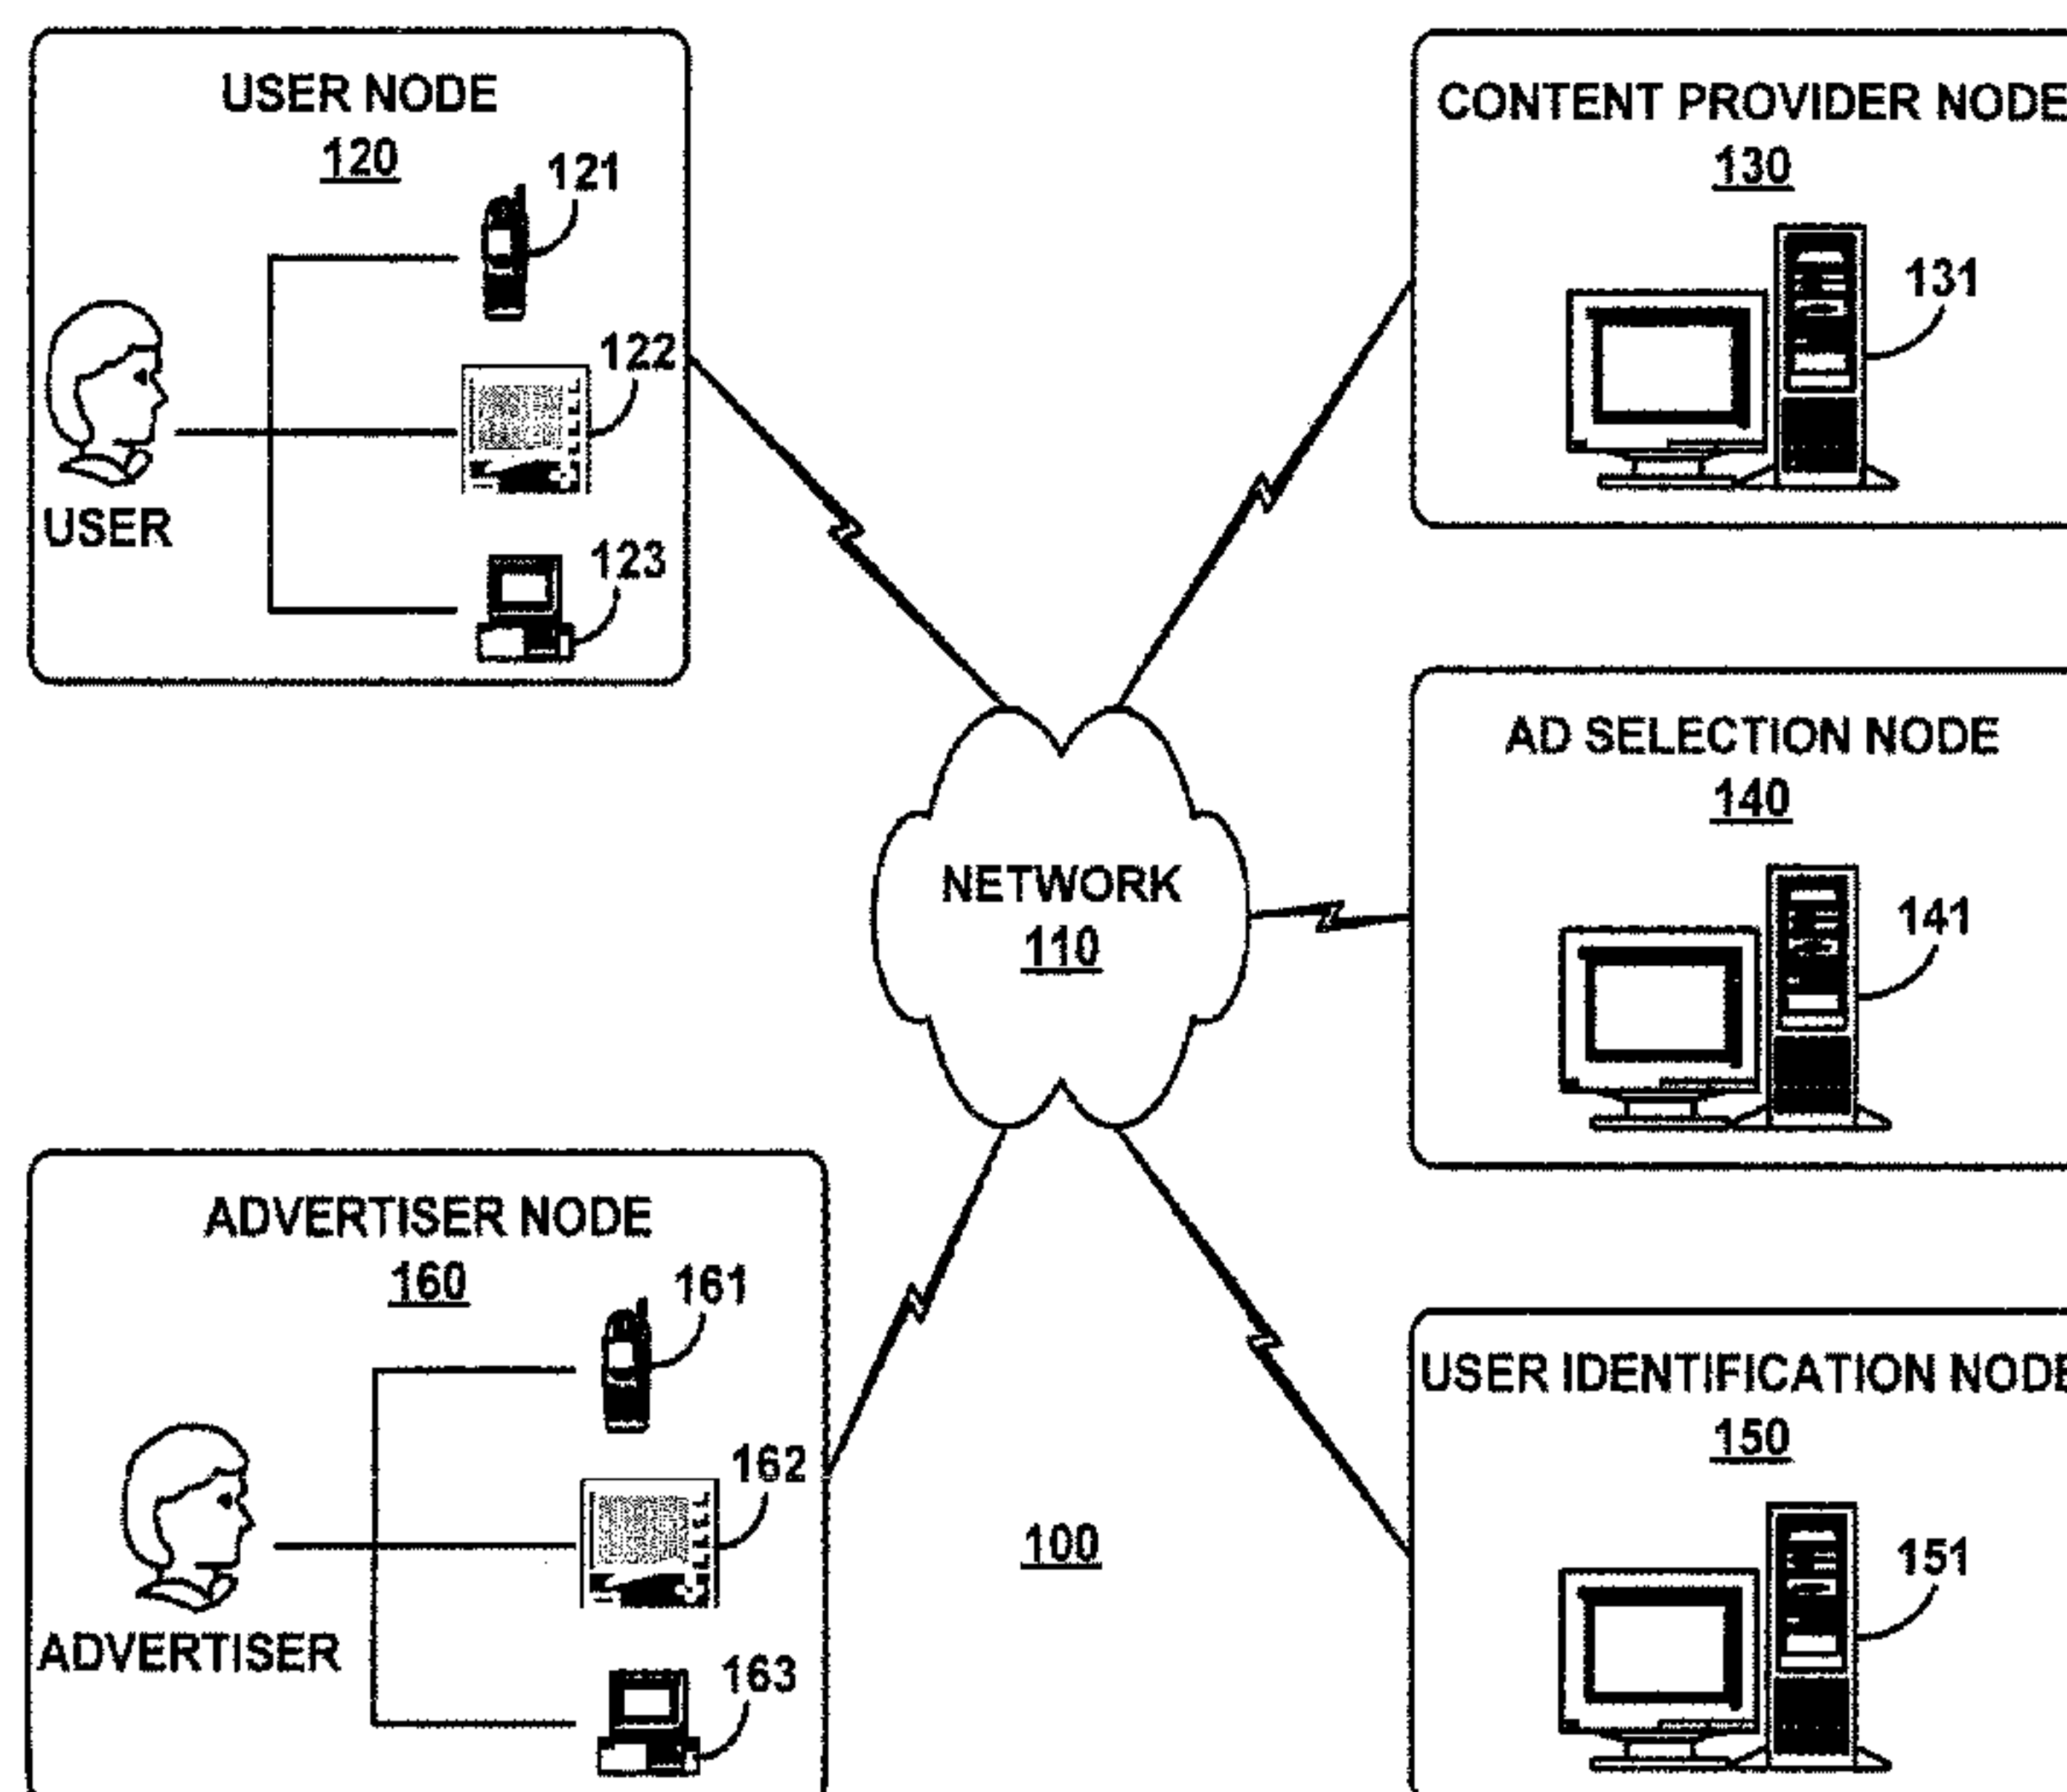 USER NODE
120
121
122
123
USER
CONTENT PROVIDER NODE
130
131
NETWORK
110
AD SELECTION NODE
140
141
ADVERTISER NODE
160
161
162
163
ADVERTISER
100
USER IDENTIFICATION NODE
150
151